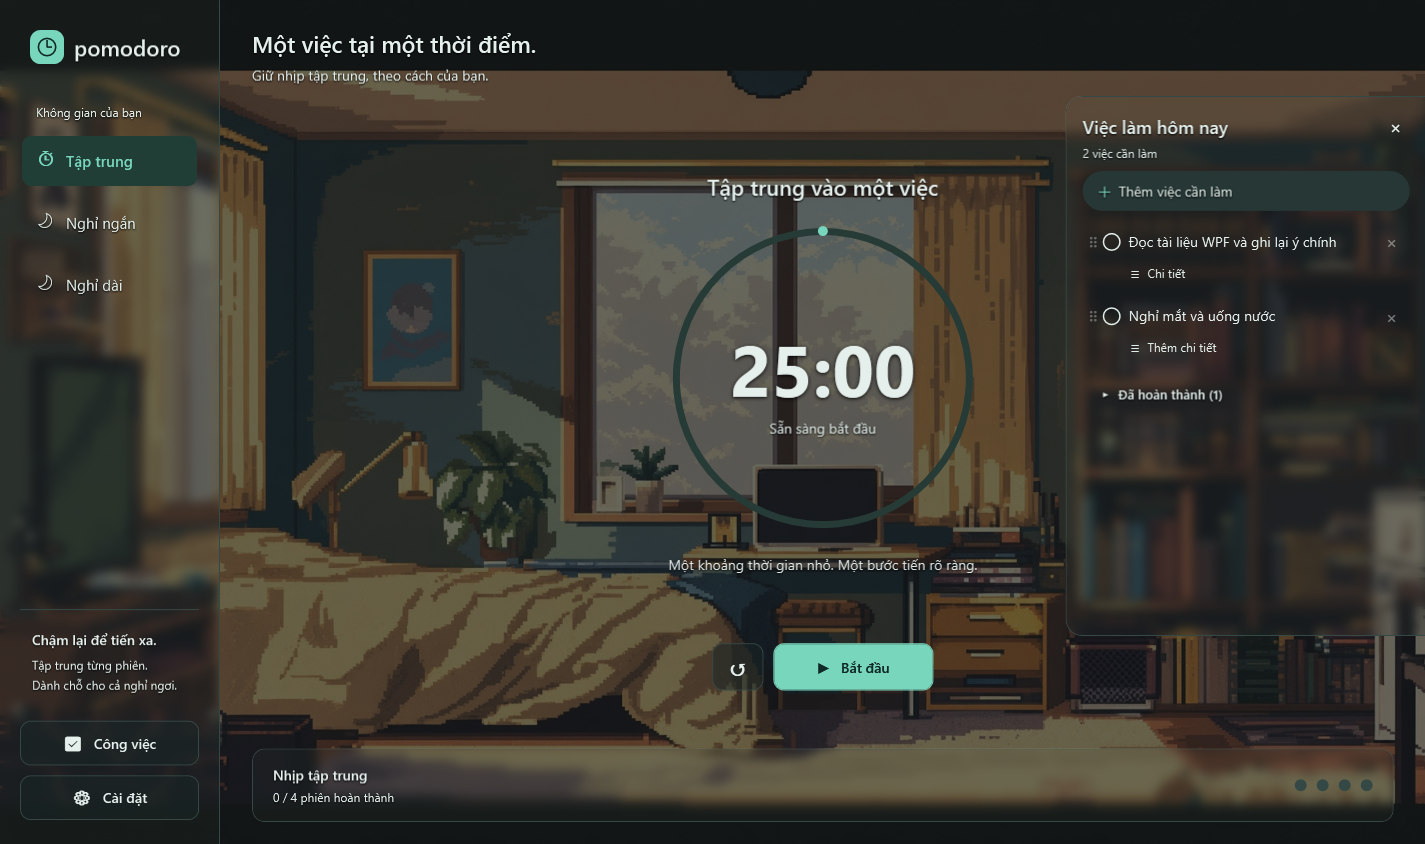 pomodoro
Không gian của bạn
Tập trung
Nghỉ ngắn
Nghỉ dài
Chậm lại để tiến xa.
Tập trung từng phiên.
Dành chỗ cho cả nghỉ ngơi.
Công việc
Cài đặt
Một việc tại một thời điểm.
Giữ nhịp tập trung, theo cách của bạn.
Tập trung vào một việc
25:00
Sẵn sàng bắt đầu
Một khoảng thời gian nhỏ. Một bước tiến rõ ràng.
Bắt đầu
Nhịp tập trung
0 / 4 phiên hoàn thành
Việc làm hôm nay
2 việc cần làm
Thêm việc cần làm
Đọc tài liệu WPF và ghi lại ý chính
Chi tiết
Nghỉ mắt và uống nước
Thêm chi tiết
Đã hoàn thành (1)